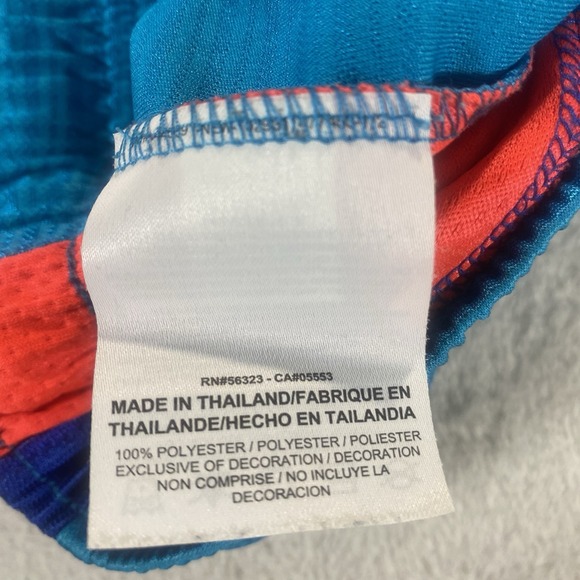 RN#56323 - CA#05553
MADE IN THAILAND/FABRIQUE EN
THAILANDE/HECHO EN TAILANDIA
100% POLYESTER / POLYESTER / POLIESTER
EXCLUSIVE OF DECORATION / DECORATION
NON COMPRISE / NO INCLUYE LA
DECORACION